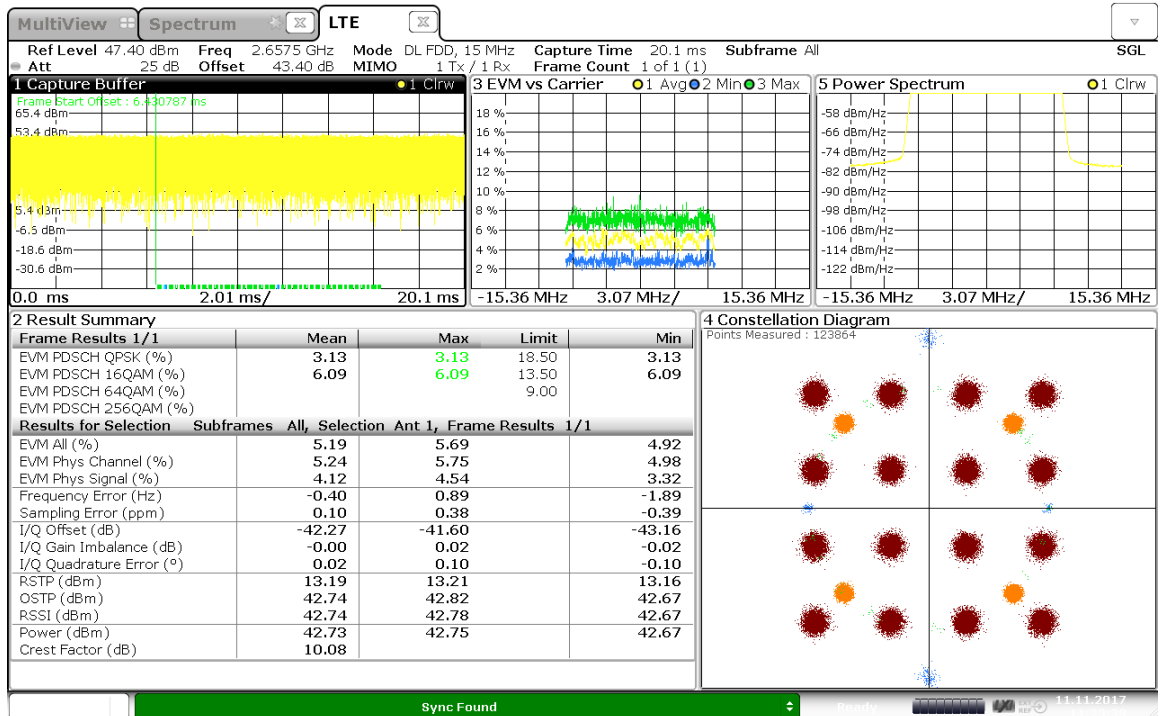 MultiView Spectrum LTE
Ref Level 47.40 dBm Freq 2.6575 GHz Mode DL FDD, 15 MHz Capture Time 20.1 ms Subframe All SGL
Att 25 dB Offset 43.40 dB MIMO 1 Tx / 1 Rx Frame Count 1 of 1 (1)
1 Capture Buffer 1 Clrw
Frame Start Offset : 6.430787 ms
65.4 dBm
53.4 dBm
5.4 dBm
-6.5 dBm
-18.6 dBm
-30.6 dBm
0.0 ms 2.01 ms/ 20.1 ms
3 EVM vs Carrier 1 Avg 2 Min 3 Max
18 %
16 %
14 %
12 %
10 %
8 %
6 %
4 %
2 %
-15.36 MHz 3.07 MHz/ 15.36 MHz
5 Power Spectrum 1 Clrw
-58 dBm/Hz
-66 dBm/Hz
-74 dBm/Hz
-82 dBm/Hz
-90 dBm/Hz
-98 dBm/Hz
-106 dBm/Hz
-114 dBm/Hz
-122 dBm/Hz
-15.36 MHz 3.07 MHz/ 15.36 MHz
2 Result Summary
Frame Results 1/1 Mean Max Limit Min
EVM PDSCH QPSK (%) 3.13 3.13 18.50 3.13
EVM PDSCH 16QAM (%) 6.09 6.09 13.50 6.09
EVM PDSCH 64QAM (%) 9.00
EVM PDSCH 256QAM (%)
Results for Selection Subframes All, Selection Ant 1, Frame Results 1/1
EVM All (%) 5.19 5.69 4.92
EVM Phys Channel (%) 5.24 5.75 4.98
EVM Phys Signal (%) 4.12 4.54 3.32
Frequency Error (Hz) -0.40 0.89 -1.89
Sampling Error (ppm) 0.10 0.38 -0.39
I/Q Offset (dB) -42.27 -41.60 -43.16
I/Q Gain Imbalance (dB) -0.00 0.02 -0.02
I/Q Quadrature Error (°) 0.02 0.10 -0.10
RSTP (dBm) 13.19 13.21 13.16
OSTP (dBm) 42.74 42.82 42.67
RSSI (dBm) 42.74 42.78 42.67
Power (dBm) 42.73 42.75 42.67
Crest Factor (dB) 10.08
4 Constellation Diagram
Points Measured : 123864
Sync Found
Ready
LXI
EXT
REF
11.11.2017